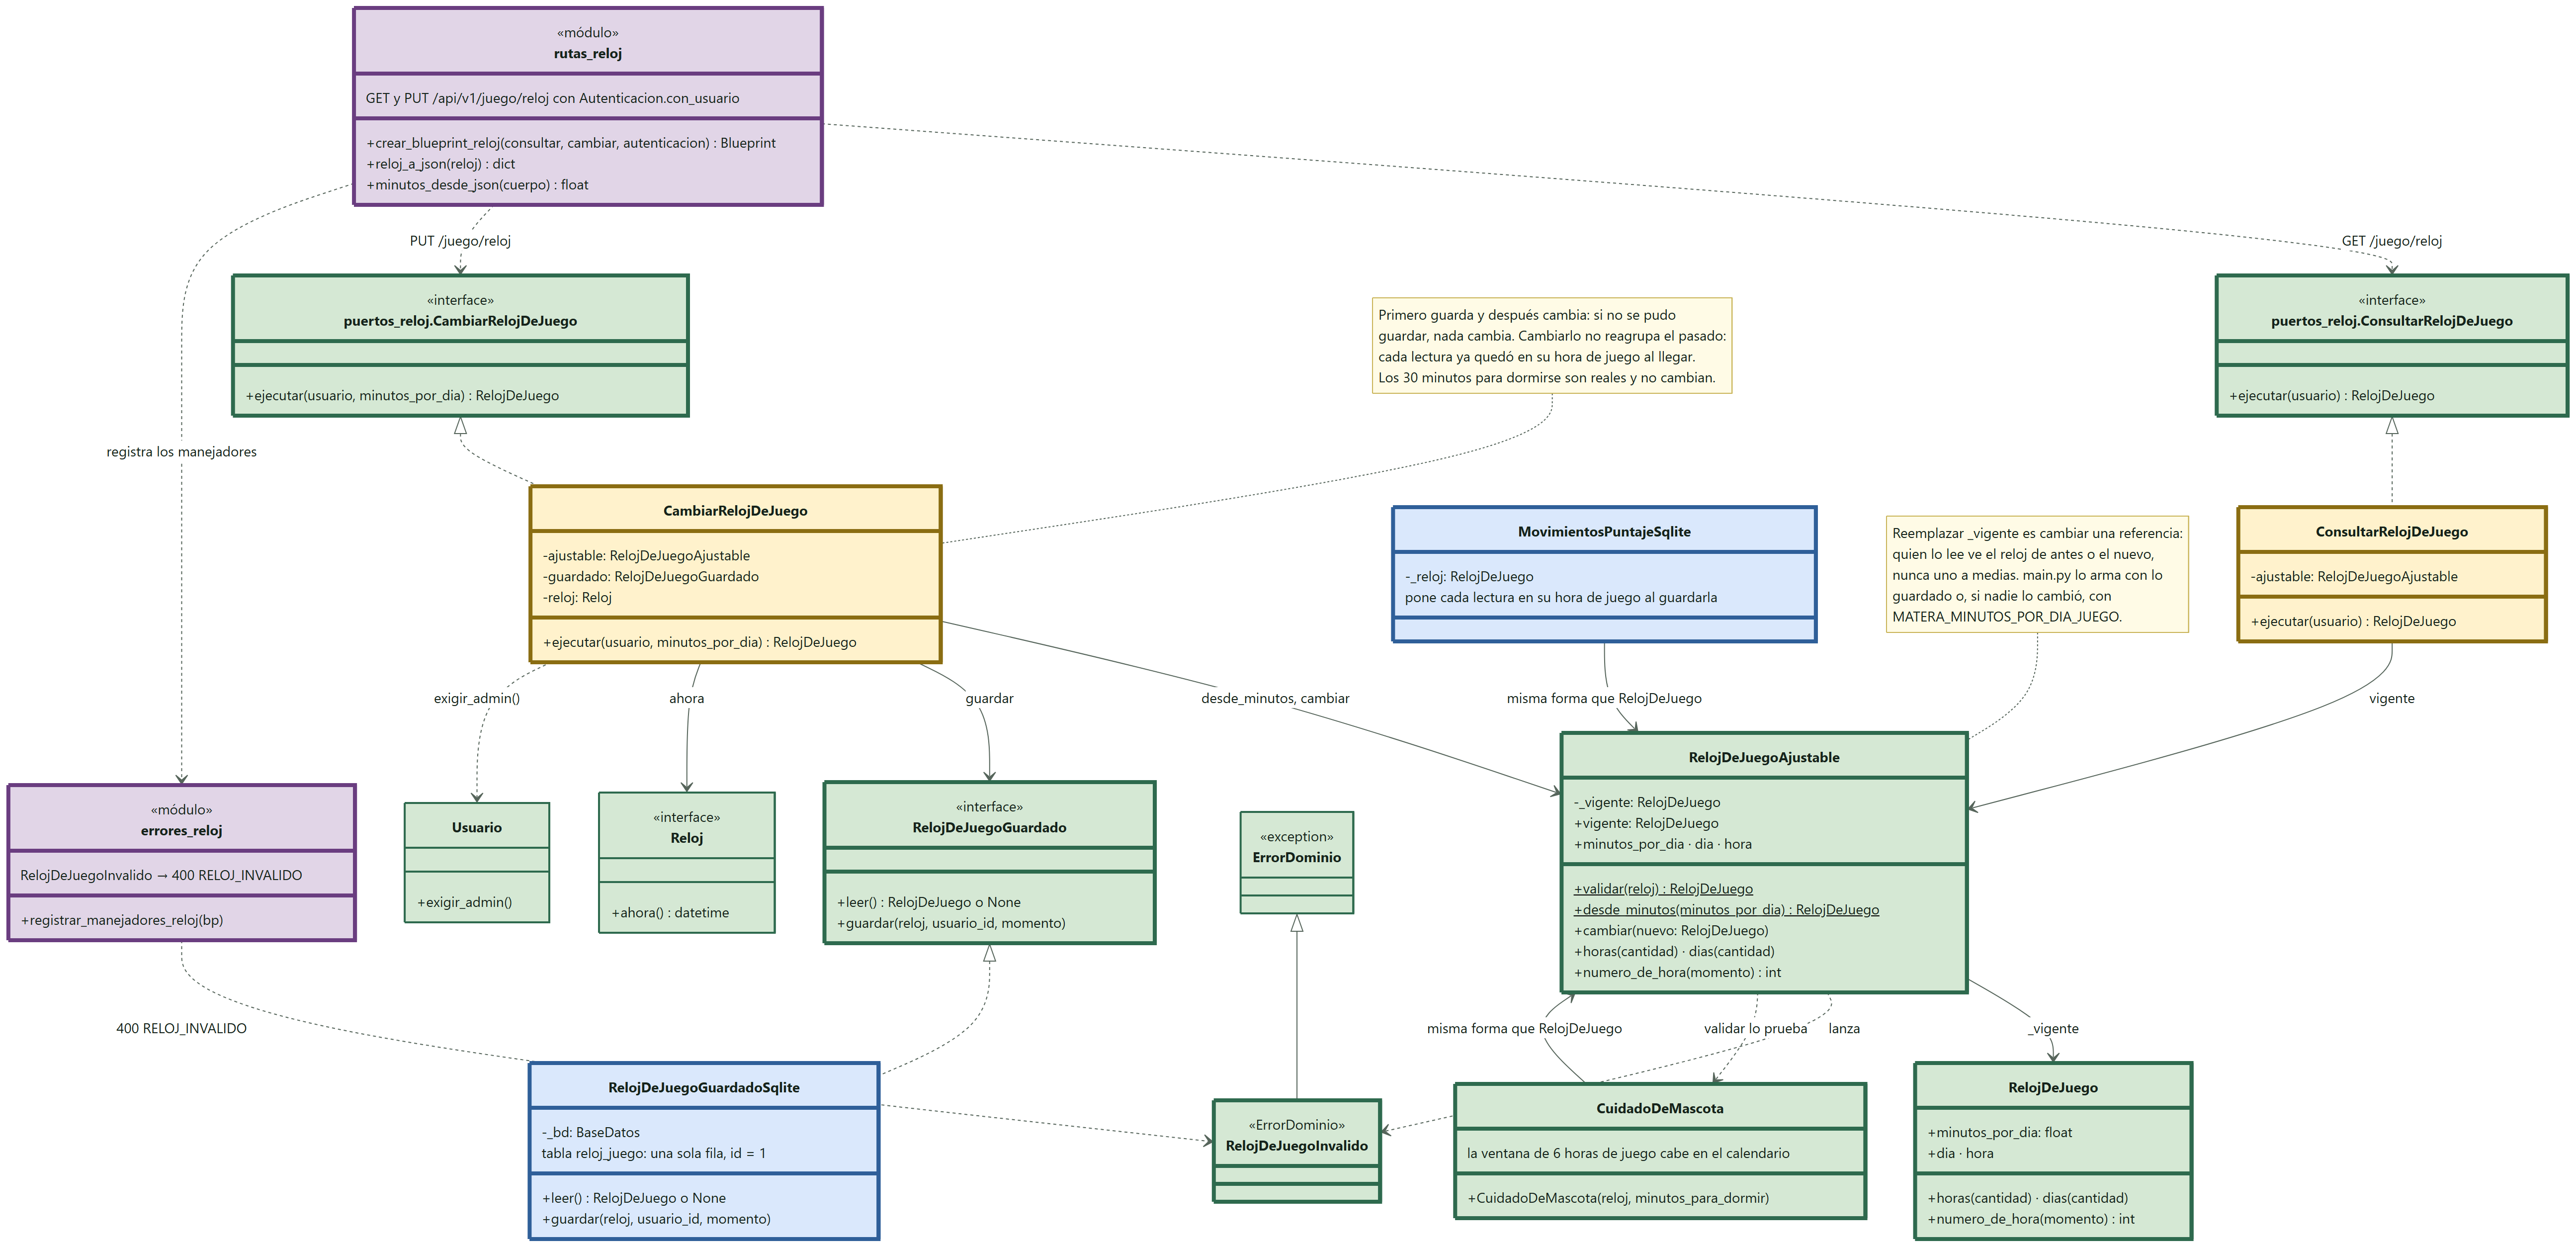 «módulo»
rutas_reloj
GET y PUT /api/v1/juego/reloj con Autenticacion.con_usuario
+crear_blueprint_reloj(consultar, cambiar, autenticacion) : Blueprint
+reloj_a_json(reloj) : dict
+minutos_desde_json(cuerpo) : float
PUT /juego/reloj
GET /juego/reloj
«interface»
puertos_reloj.CambiarRelojDeJuego
+ejecutar(usuario, minutos_por_dia) : RelojDeJuego
Primero guarda y después cambia: si no se pudo
guardar, nada cambia. Cambiarlo no reagrupa el pasado:
cada lectura ya quedó en su hora de juego al llegar.
Los 30 minutos para dormirse son reales y no cambian.
«interface»
puertos_reloj.ConsultarRelojDeJuego
+ejecutar(usuario) : RelojDeJuego
registra los manejadores
CambiarRelojDeJuego
-ajustable: RelojDeJuegoAjustable
-guardado: RelojDeJuegoGuardado
-reloj: Reloj
+ejecutar(usuario, minutos_por_dia) : RelojDeJuego
MovimientosPuntajeSqlite
-_reloj: RelojDeJuego
pone cada lectura en su hora de juego al guardarla
Reemplazar _vigente es cambiar una referencia:
quien lo lee ve el reloj de antes o el nuevo,
nunca uno a medias. main.py lo arma con lo
guardado o, si nadie lo cambió, con
MATERA_MINUTOS_POR_DIA_JUEGO.
ConsultarRelojDeJuego
-ajustable: RelojDeJuegoAjustable
+ejecutar(usuario) : RelojDeJuego
exigir_admin()
ahora
guardar
desde_minutos, cambiar
misma forma que RelojDeJuego
vigente
«módulo»
errores_reloj
RelojDeJuegoInvalido → 400 RELOJ_INVALIDO
+registrar_manejadores_reloj(bp)
Usuario
+exigir_admin()
«interface»
Reloj
+ahora() : datetime
«interface»
RelojDeJuegoGuardado
+leer() : RelojDeJuego o None
+guardar(reloj, usuario_id, momento)
«exception»
ErrorDominio
RelojDeJuegoAjustable
-_vigente: RelojDeJuego
+vigente: RelojDeJuego
+minutos_por_dia · dia · hora
+validar(reloj) : RelojDeJuego
+desde_minutos(minutos_por_dia) : RelojDeJuego
+cambiar(nuevo: RelojDeJuego)
+horas(cantidad) · dias(cantidad)
+numero_de_hora(momento) : int
400 RELOJ_INVALIDO
misma forma que RelojDeJuego
validar lo prueba
lanza
_vigente
RelojDeJuegoGuardadoSqlite
-_bd: BaseDatos
tabla reloj_juego: una sola fila, id = 1
+leer() : RelojDeJuego o None
+guardar(reloj, usuario_id, momento)
«ErrorDominio»
RelojDeJuegoInvalido
CuidadoDeMascota
la ventana de 6 horas de juego cabe en el calendario
+CuidadoDeMascota(reloj, minutos_para_dormir)
RelojDeJuego
+minutos_por_dia: float
+dia · hora
+horas(cantidad) · dias(cantidad)
+numero_de_hora(momento) : int